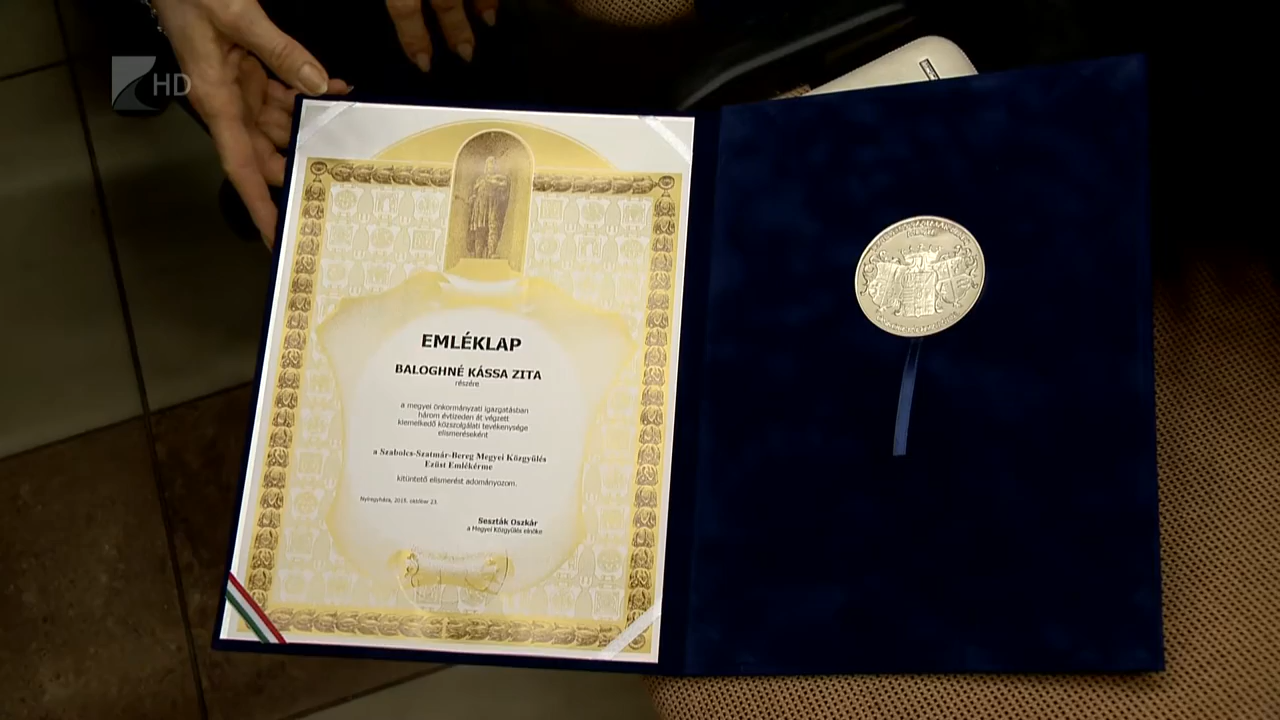 HD
EMLÉKLAP
BALOGHNÉ KÁSSA ZITA
részére
a megyei önkormányzati igazgatásban
három évtizeden át végzett
kiemelkedő közszolgálati tevékenysége
elismeréseként
a Szabolcs-Szatmár-Bereg Megyei Közgyűlés
Ezüst Emlékérme
kitüntető elismerést adományozom.
Nyíregyháza, 2015. október 23.
Seszták Oszkár
a Megyei Közgyűlés elnöke